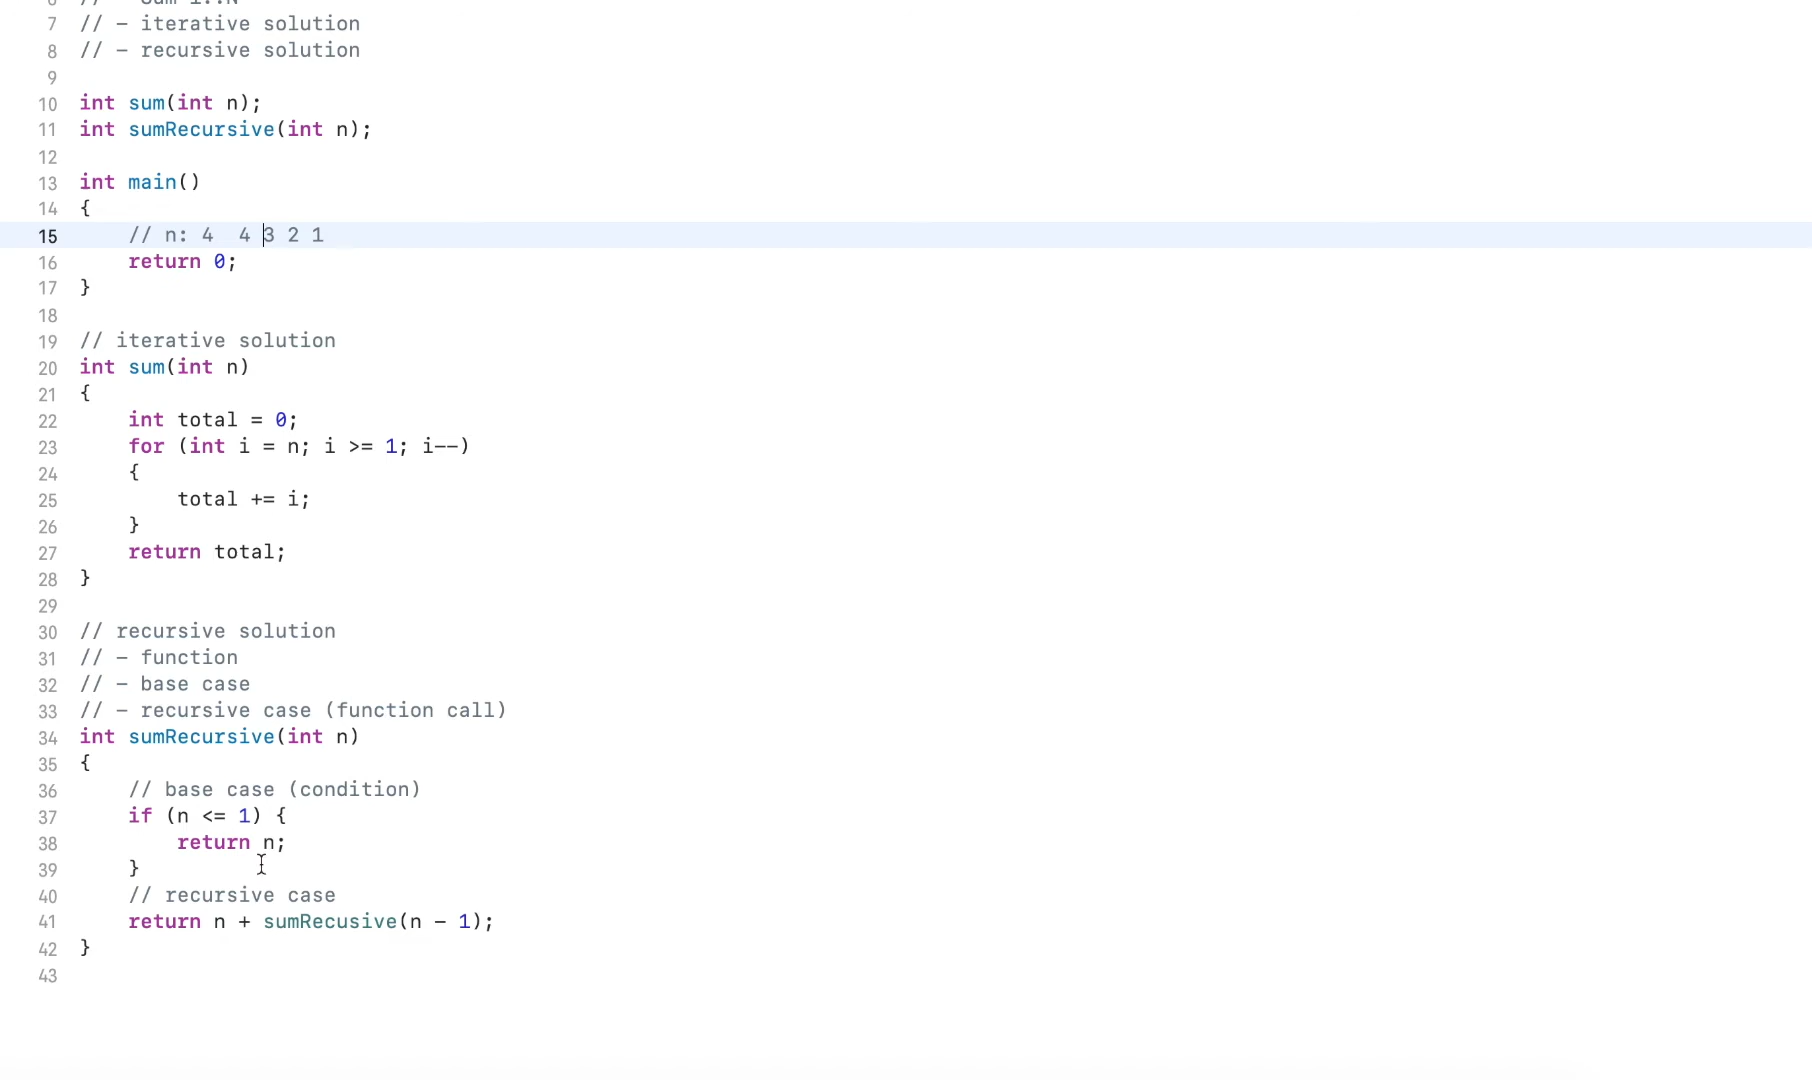 7 // – iterative solution
8 // – recursive solution
9
10 int sum(int n);
11 int sumRecursive(int n);
12
13 int main()
14 {
15     // n: 4  4 3 2 1
16     return 0;
17 }
18
19 // iterative solution
20 int sum(int n)
21 {
22     int total = 0;
23     for (int i = n; i >= 1; i--)
24     {
25         total += i;
26     }
27     return total;
28 }
29
30 // recursive solution
31 // – function
32 // – base case
33 // – recursive case (function call)
34 int sumRecursive(int n)
35 {
36     // base case (condition)
37     if (n <= 1) {
38         return n;
39     }
40     // recursive case
41     return n + sumRecusive(n – 1);
42 }
43